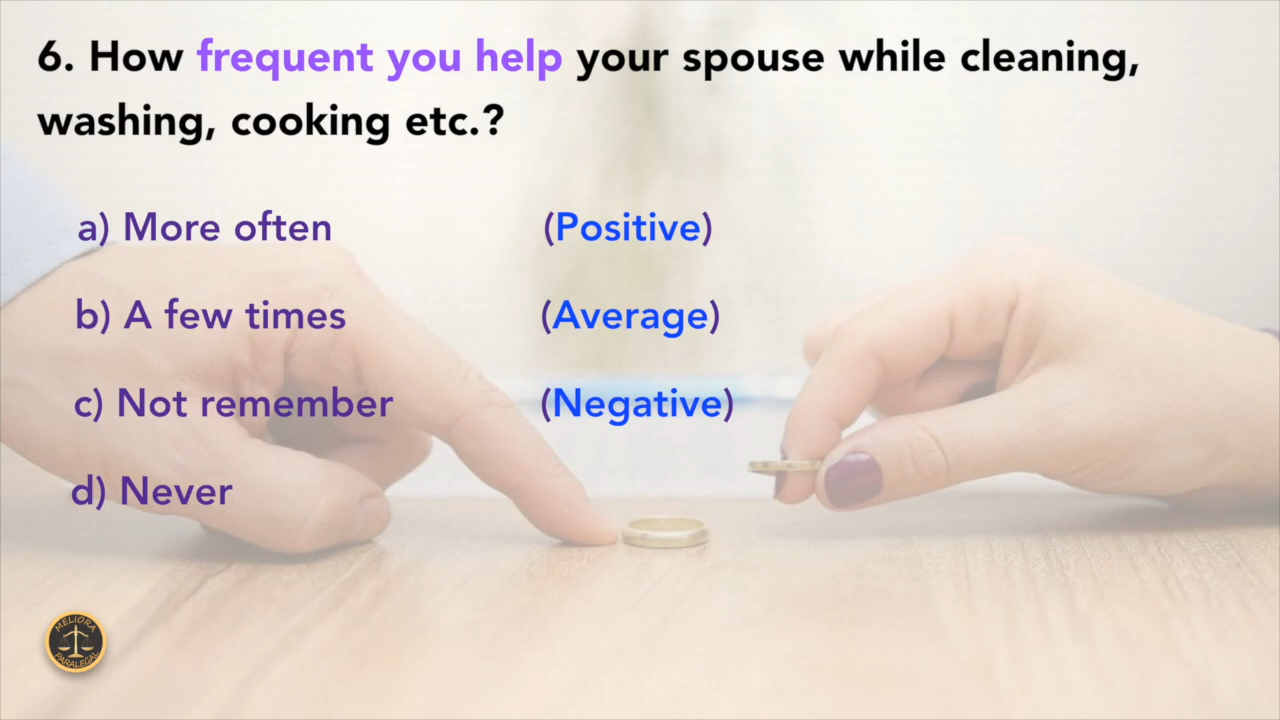 6. How frequent you help your spouse while cleaning,
washing, cooking etc.?
a) More often (Positive)
b) A few times (Average)
c) Not remember (Negative)
d) Never
MELIORA
PARALEGAL